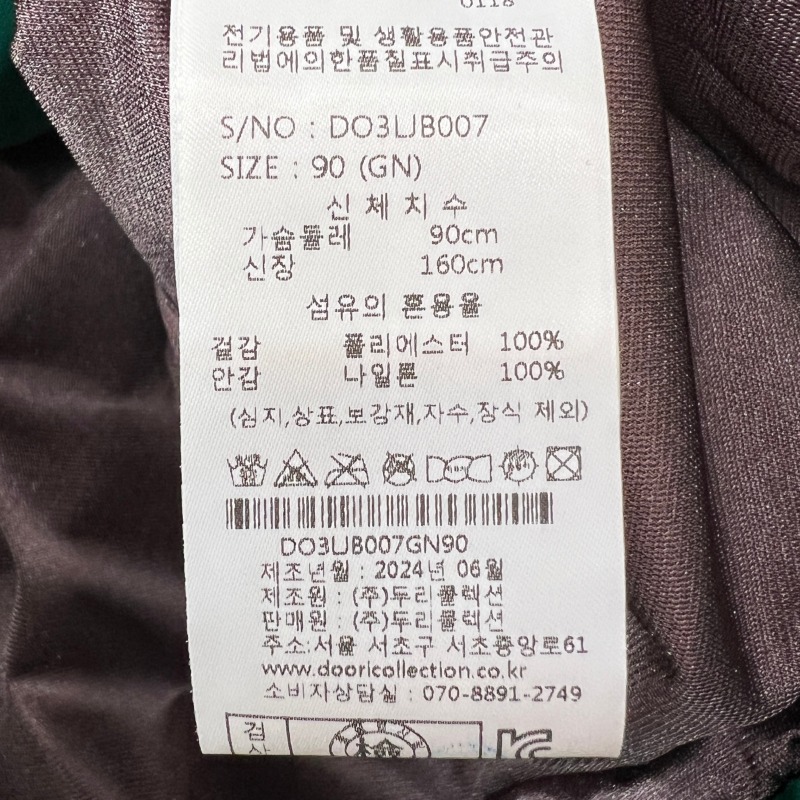 전기용품 및 생활용품안전관
리법에의한품질표시취급주의
S/NO : DO3LJB007
SIZE : 90 (GN)
신 체 치 수
가슴둘레 90cm
신장 160cm
섬유의 혼용율
겉감 폴리에스터 100%
안감 나일론 100%
(심지,상표,보강재,자수,장식 제외)
DO3LJB007GN90
제조년월 : 2024년 06월
제조원 : (주)두리콜렉션
판매원 : (주)두리콜렉션
주소:서울 서초구 서초중앙로61
www.dooricollection.co.kr
소비자상담실 : 070-8891-2749
검